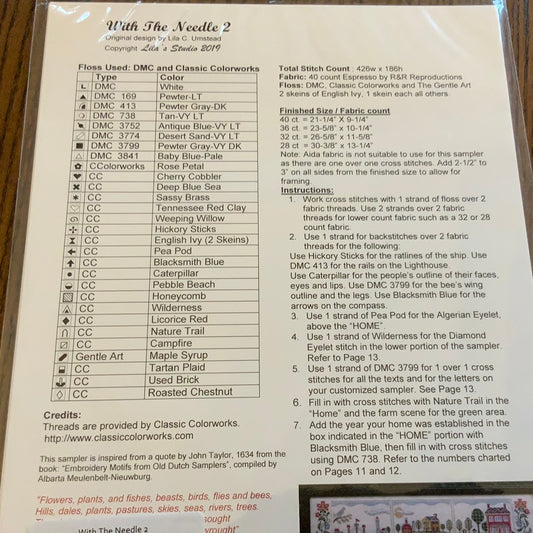 With The Needle 2
Original design by Lila C. Umstead
Copyright Lila's Studio 2019
Floss Used: DMC and Classic Colorworks
Type Color
DMC White
DMC 169 Pewter-LT
DMC 413 Pewter Gray-DK
DMC 738 Tan-VY LT
DMC 3752 Antique Blue-VY LT
DMC 3774 Desert Sand-VY LT
DMC 3799 Pewter Gray-VY DK
DMC 3841 Baby Blue-Pale
CColorworks Rose Petal
CC Cherry Cobbler
CC Deep Blue Sea
CC Sassy Brass
CC Tennessee Red Clay
CC Weeping Willow
CC Hickory Sticks
CC English Ivy (2 Skeins)
CC Pea Pod
CC Blacksmith Blue
CC Caterpillar
CC Pebble Beach
CC Honeycomb
CC Wilderness
CC Licorice Red
CC Nature Trail
CC Campfire
Gentle Art Maple Syrup
CC Tartan Plaid
CC Used Brick
CC Roasted Chestnut
Credits:
Threads are provided by Classic Colorworks.
http://www.classiccolorworks.com
This sampler is inspired from a quote by John Taylor, 1634 from the
book: "Embroidery Motifs from Old Dutch Samplers", compiled by
Albarta Meulenbelt-Nieuwburg.
"Flowers, plants, and fishes, beasts, birds, flies and bees,
Hills, dales, plants, pastures, skies, seas, rivers, trees.
sought
wrought"
With The Needle 2
Total Stitch Count : 426w x 186h
Fabric: 40 count Espresso by R&R Reproductions
Floss: DMC, Classic Colorworks and The Gentle Art
2 skeins of English Ivy, 1 skein each all others
Finished Size / Fabric count
40 ct. = 21-1/4" X 9-1/4"
36 ct. = 23-5/8" x 10-1/4"
32 ct. = 26-5/8" x 11-5/8"
28 ct = 30-3/8" x 13-1/4"
Note: Aida fabric is not suitable to use for this sampler
as there are one over one cross stitches. Add 2-1/2" to
3" on all sides from the finished size to allow for
framing.
Instructions:
1. Work cross stitches with 1 strand of floss over 2
fabric threads. Use 2 strands over 2 fabric
threads for lower count fabric such as a 32 or 28
count fabric.
2. Use 1 strand for backstitches over 2 fabric
threads for the following:
Use Hickory Sticks for the ratlines of the ship. Use
DMC 413 for the rails on the Lighthouse.
Use Caterpillar for the people's outline of their faces,
eyes and lips. Use DMC 3799 for the bee's wing
outline and the legs. Use Blacksmith Blue for the
arrows on the compass.
3. Use 1 strand of Pea Pod for the Algerian Eyelet,
above the "HOME".
4. Use 1 strand of Wilderness for the Diamond
Eyelet stitch in the lower portion of the sampler.
Refer to Page 13.
5. Use 1 strand of DMC 3799 for 1 over 1 cross
stitches for all the texts and for the letters on
your customized sampler. See Page 13.
6. Fill in with cross stitches with Nature Trail in the
"Home" and the farm scene for the green area.
7. Add the year your home was established in the
box indicated in the "HOME" portion with
Blacksmith Blue, then fill in with cross stitches
using DMC 738. Refer to the numbers charted
on Pages 11 and 12.